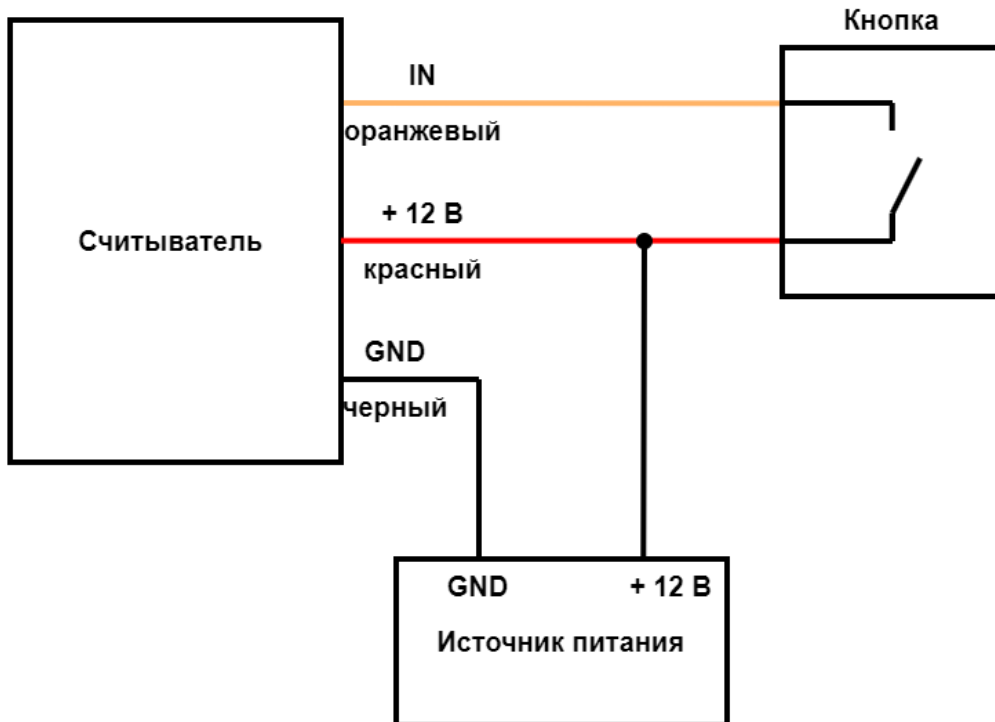 Кнопка
IN
оранжевый
+ 12 В
Считыватель
красный
GND
черный
GND
+ 12 В
Источник питания